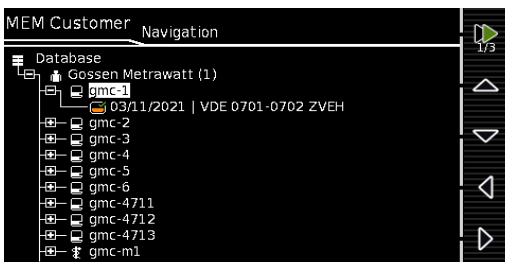 MEM Customer
Navigation
1/3
Database
Gossen Metrawatt (1)
gmc-1
03/11/2021 | VDE 0701-0702 ZVEH
gmc-2
gmc-3
gmc-4
gmc-5
gmc-6
gmc-4711
gmc-4712
gmc-4713
gmc-m1